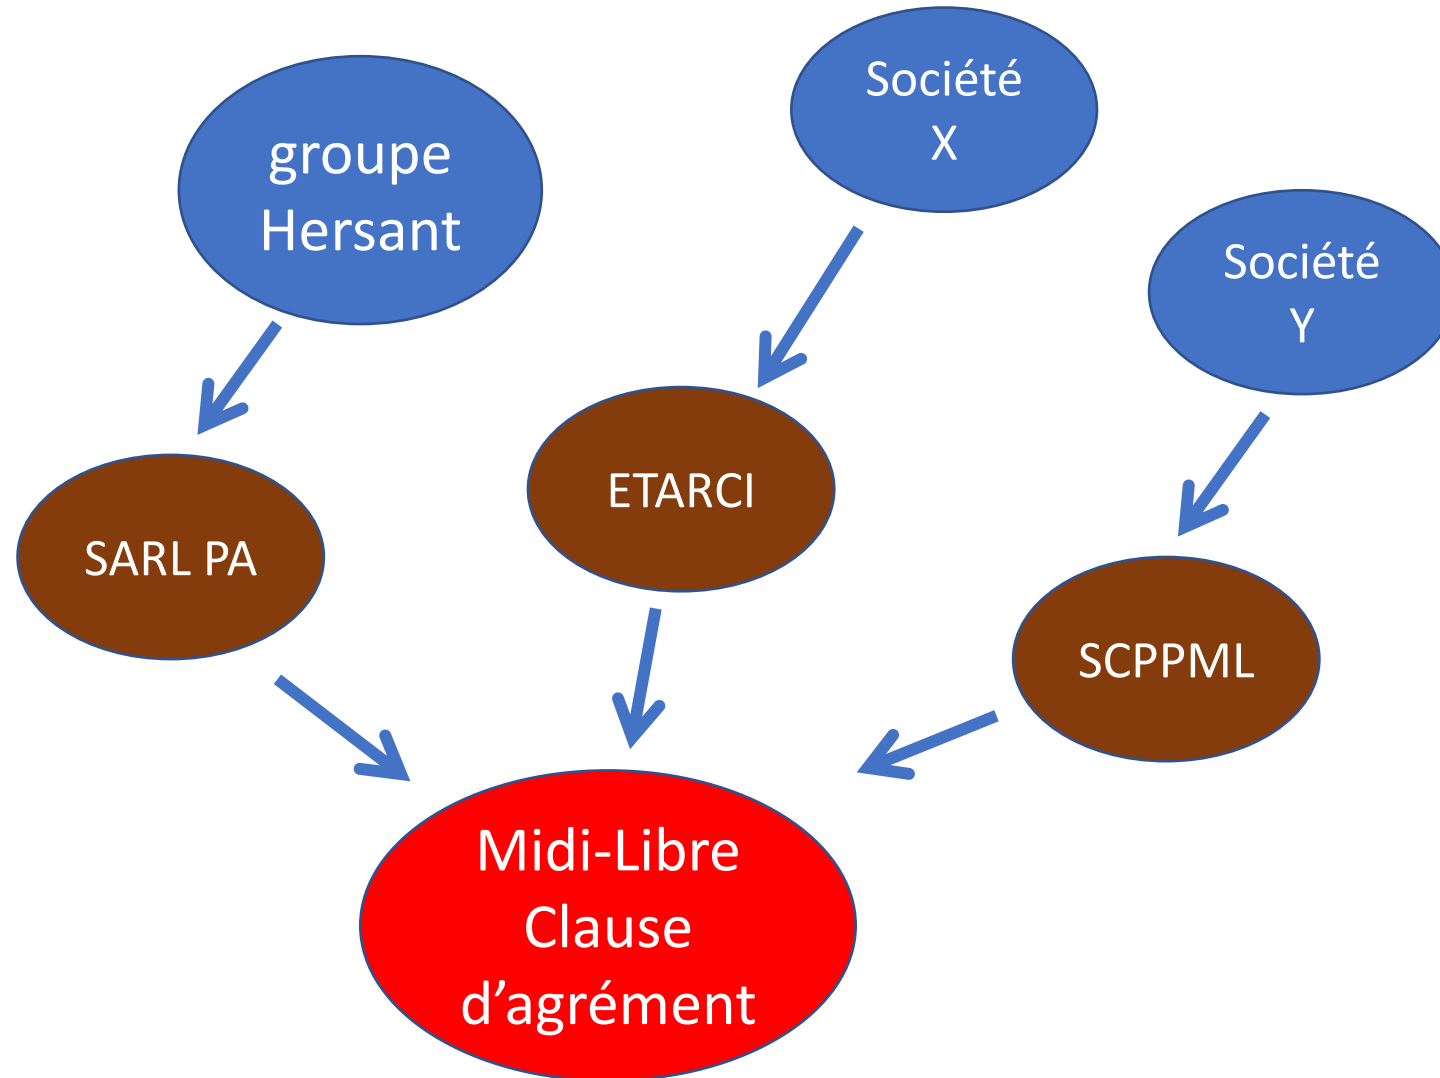 groupe
Hersant
Société
X
Société
Y
SARL PA
ETARCI
SCPPML
Midi-Libre
Clause
d’agrément